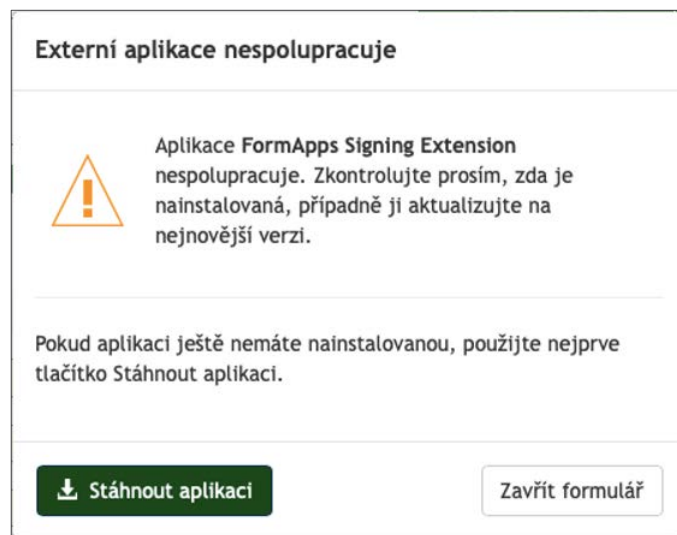 Externí aplikace nespolupracuje
Aplikace FormApps Signing Extension
nespolupracuje. Zkontrolujte prosím, zda je
nainstalovaná, případně ji aktualizujte na
nejnovější verzi.
Pokud aplikaci ještě nemáte nainstalovanou, použijte nejprve
tlačítko Stáhnout aplikaci.
Stáhnout aplikaci
Zavřít formulář